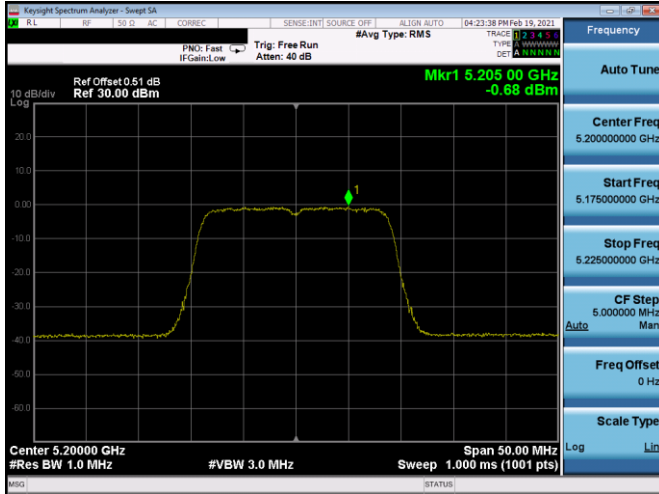 Keysight Spectrum Analyzer - Swept SA
RL RF 50 Ω AC CORREC SENSE:INT SOURCE OFF ALIGN AUTO 04:23:38 PM Feb 19, 2021
#Avg Type: RMS
TRACE 1 2 3 4 5 6
TYPE A WWWWW
DET A N N N N N
PNO: Fast Trig: Free Run
IFGain:Low Atten: 40 dB
Mkr1 5.205 00 GHz
-0.68 dBm
Ref Offset 0.51 dB
10 dB/div Ref 30.00 dBm
Log
20.0
10.0
0.00
-10.0
-20.0
-30.0
-40.0
-50.0
-60.0
1
Center 5.20000 GHz Span 50.00 MHz
#Res BW 1.0 MHz #VBW 3.0 MHz Sweep 1.000 ms (1001 pts)
MSG STATUS
Frequency
Auto Tune
Center Freq
5.200000000 GHz
Start Freq
5.175000000 GHz
Stop Freq
5.225000000 GHz
CF Step
5.000000 MHz
Auto Man
Freq Offset
0 Hz
Scale Type
Log Lin